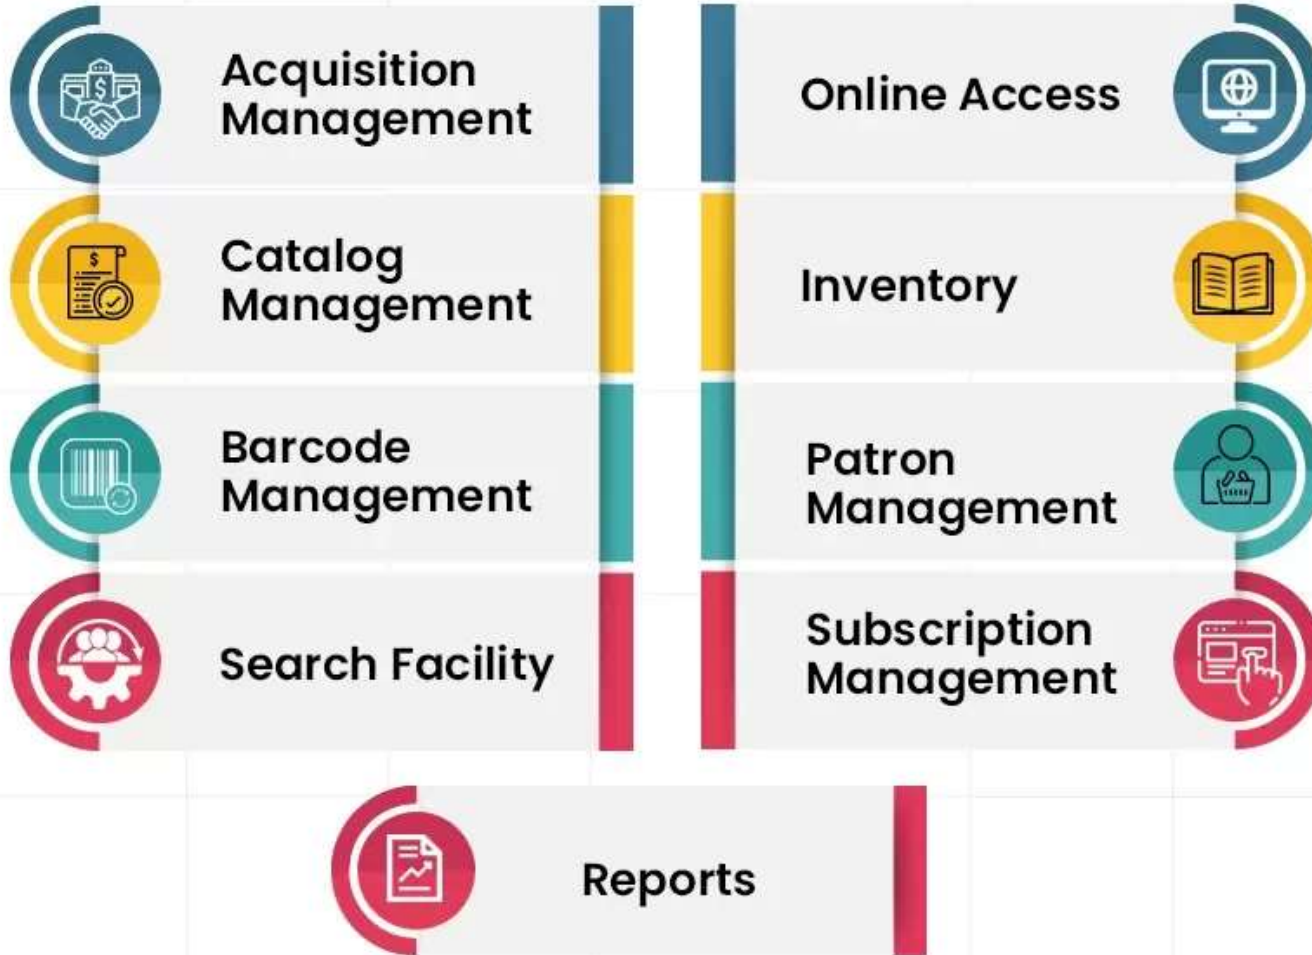 Acquisition
Management
Online Access
Catalog
Management
Inventory
Barcode
Management
Patron
Management
Search Facility
Subscription
Management
Reports